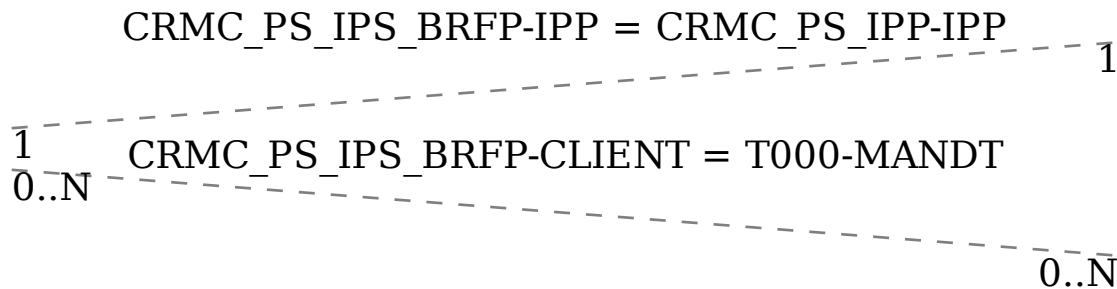 CRMC_PS_IPS_BRFP-IPP = CRMC_PS_IPP-IPP
1
1
CRMC_PS_IPS_BRFP-CLIENT = T000-MANDT
0..N
0..N